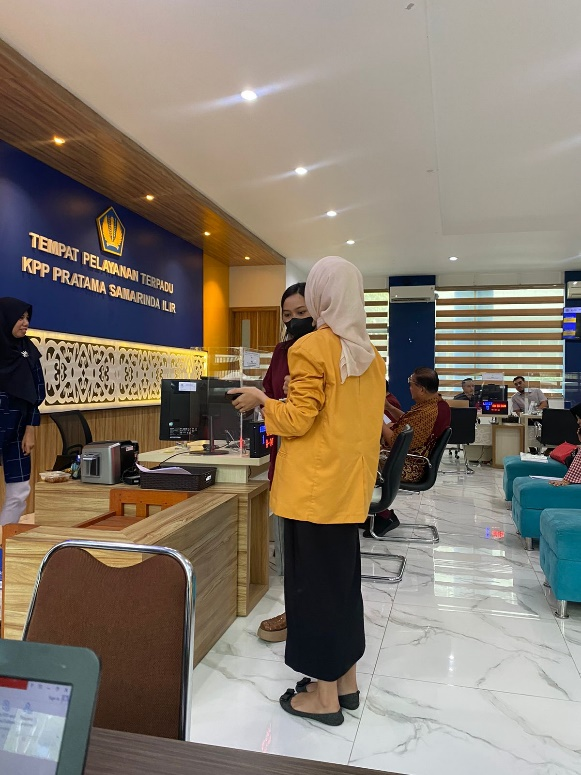 TEMPAT PELAYANAN TERPADU
KPP PRATAMA SAMARINDA ILIR